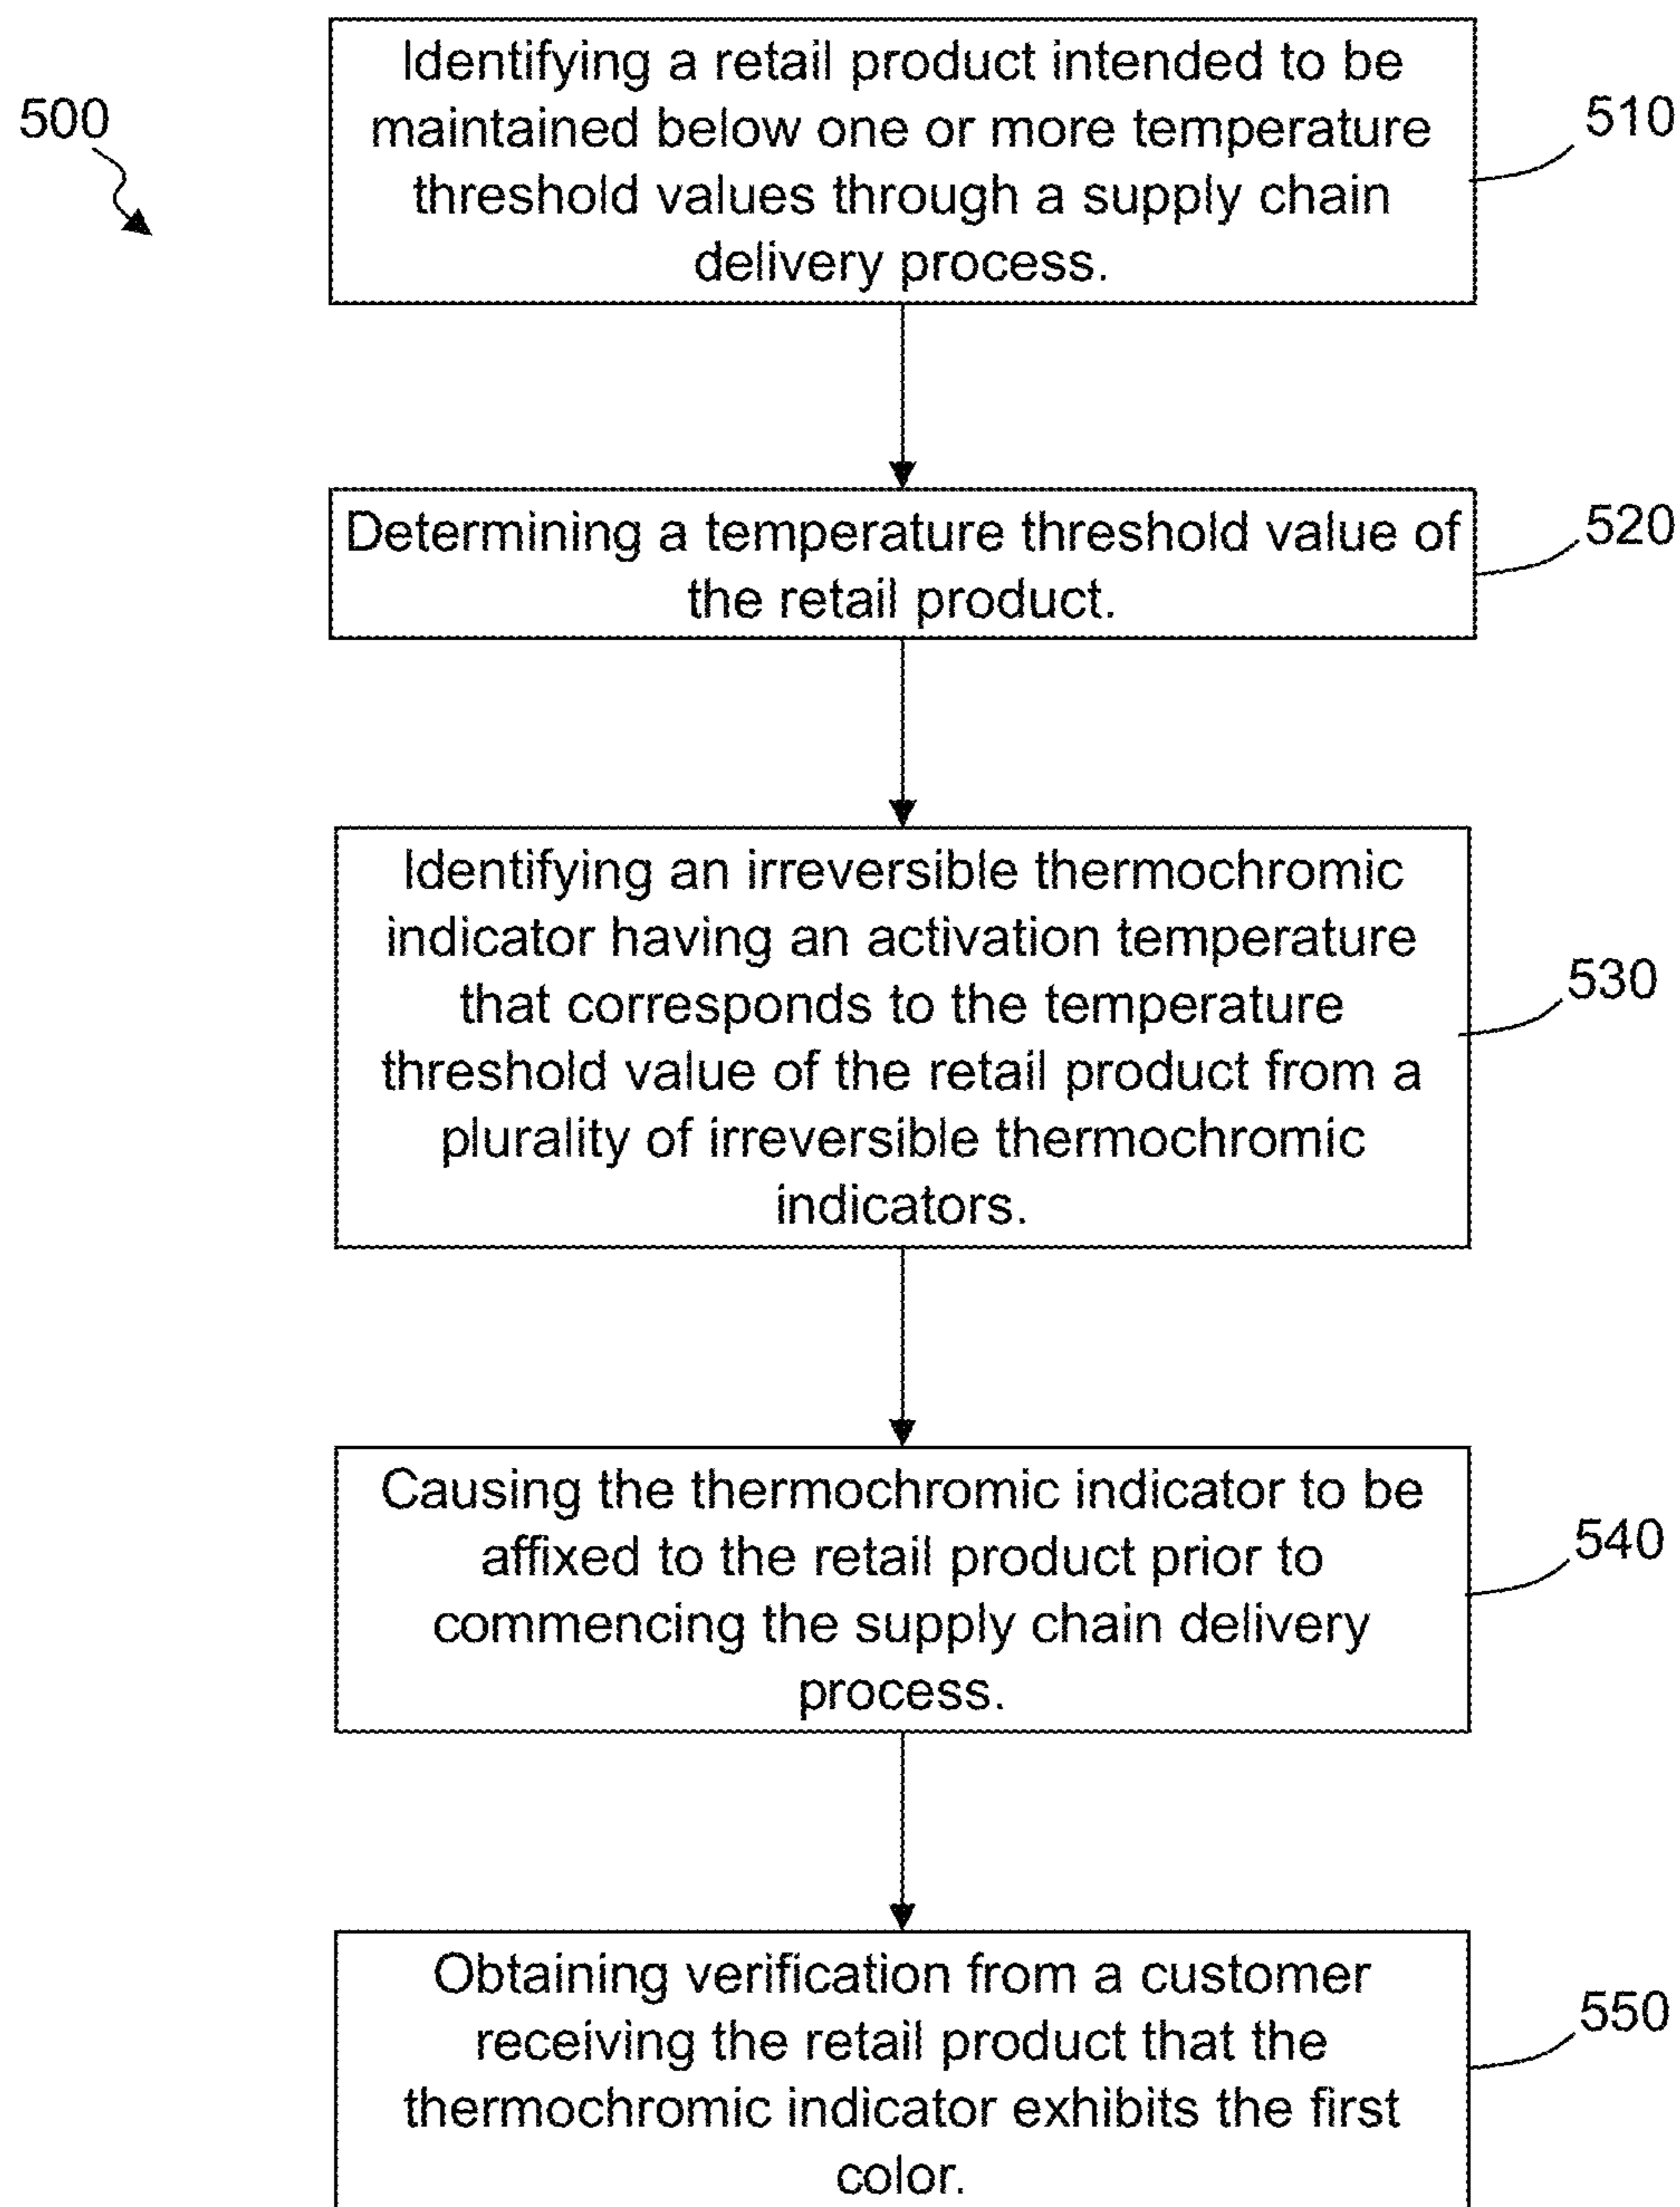 500
Identifying a retail product intended to be
maintained below one or more temperature
threshold values through a supply chain
delivery process.
510
Determining a temperature threshold value of
the retail product.
520
Identifying an irreversible thermochromic
indicator having an activation temperature
that corresponds to the temperature
threshold value of the retail product from a
plurality of irreversible thermochromic
indicators.
530
Causing the thermochromic indicator to be
affixed to the retail product prior to
commencing the supply chain delivery
process.
540
Obtaining verification from a customer
receiving the retail product that the
thermochromic indicator exhibits the first
color.
550